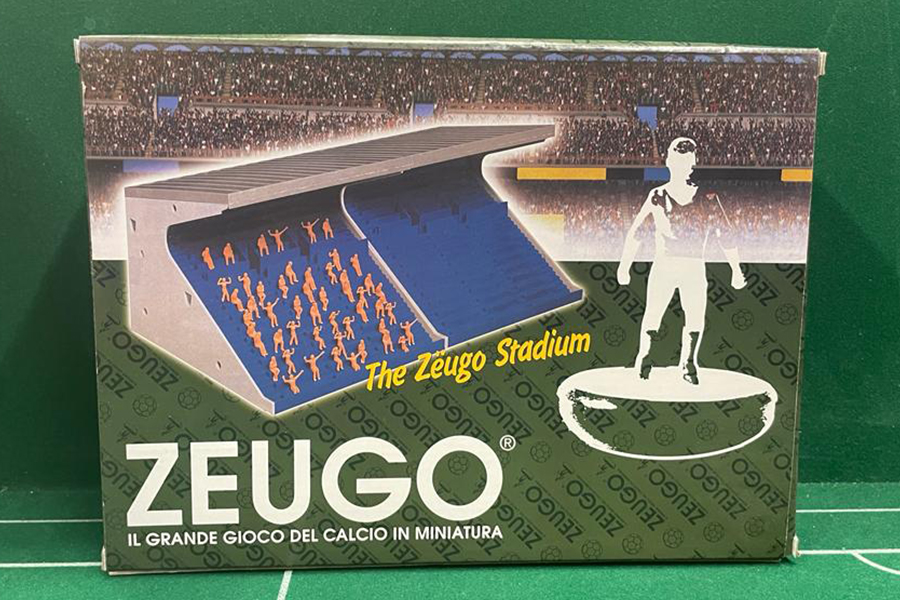 The Zëugo Stadium
ZEUGO®
IL GRANDE GIOCO DEL CALCIO IN MINIATURA